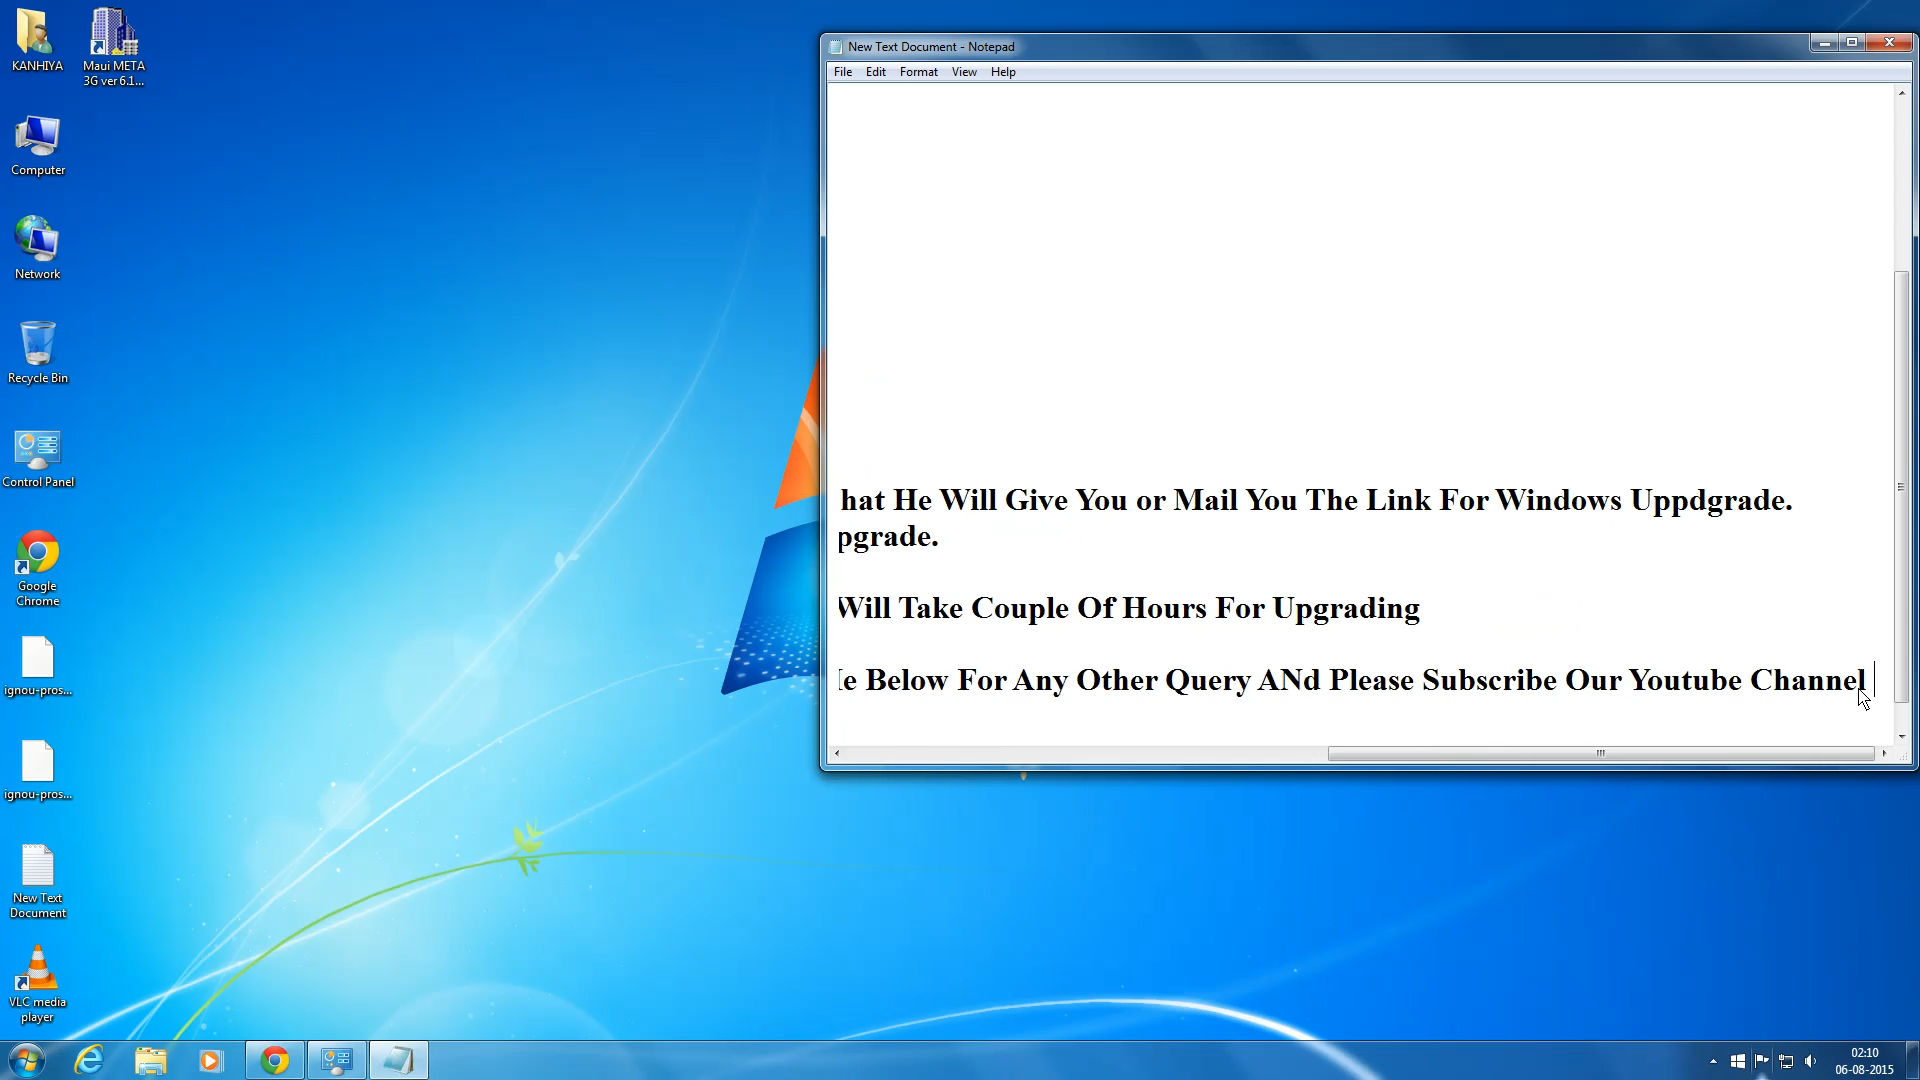 KANHIYA
Maui META
3G ver 6.1...
Computer
Network
Recycle Bin
Control Panel
Google
Chrome
ignou-pros...
ignou-pros...
New Text
Document
VLC media
player
New Text Document - Notepad
File Edit Format View Help
hat He Will Give You or Mail You The Link For Windows Uppdgrade.
pgrade.
Will Take Couple Of Hours For Upgrading
e Below For Any Other Query ANd Please Subscribe Our Youtube Channel
02:10
06-08-2015